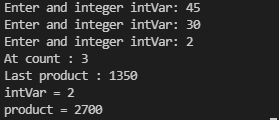 Enter and integer intVar: 45
Enter and integer intVar: 30
Enter and integer intVar: 2
At count : 3
Last product : 1350
intVar = 2
product = 2700